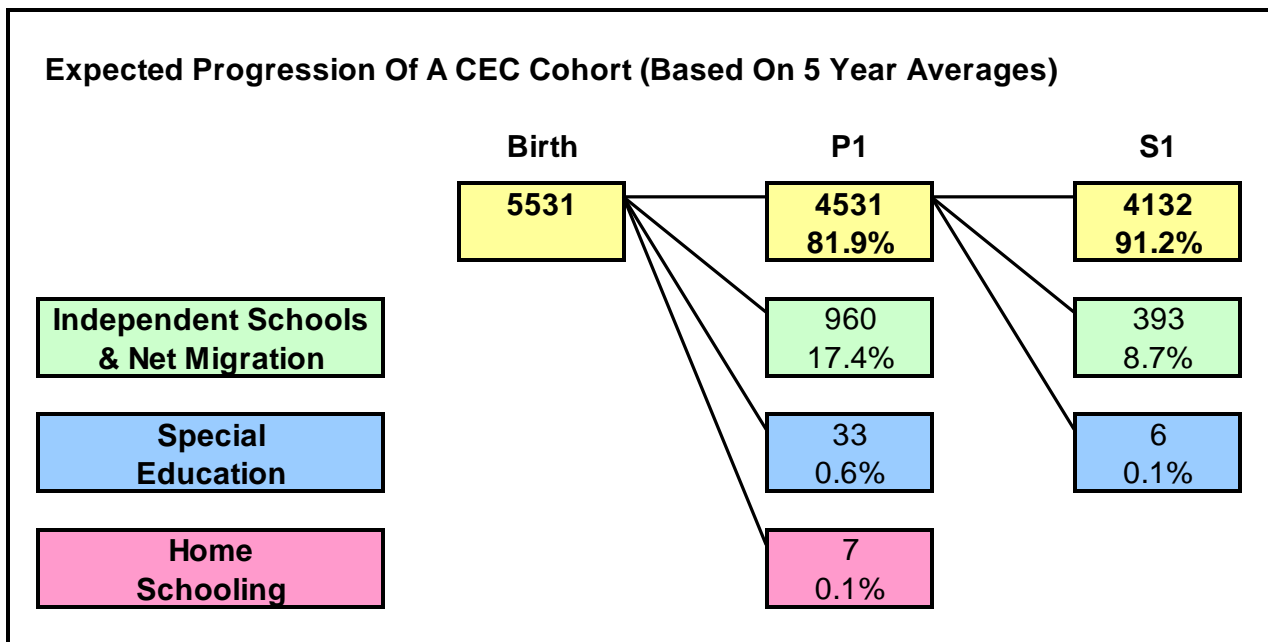 Expected Progression Of A CEC Cohort (Based On 5 Year Averages)
Birth P1 S1
5531 4531 4132
81.9% 91.2%
Independent Schools 960 393
& Net Migration 17.4% 8.7%
Special 33 6
Education 0.6% 0.1%
Home 7
Schooling 0.1%